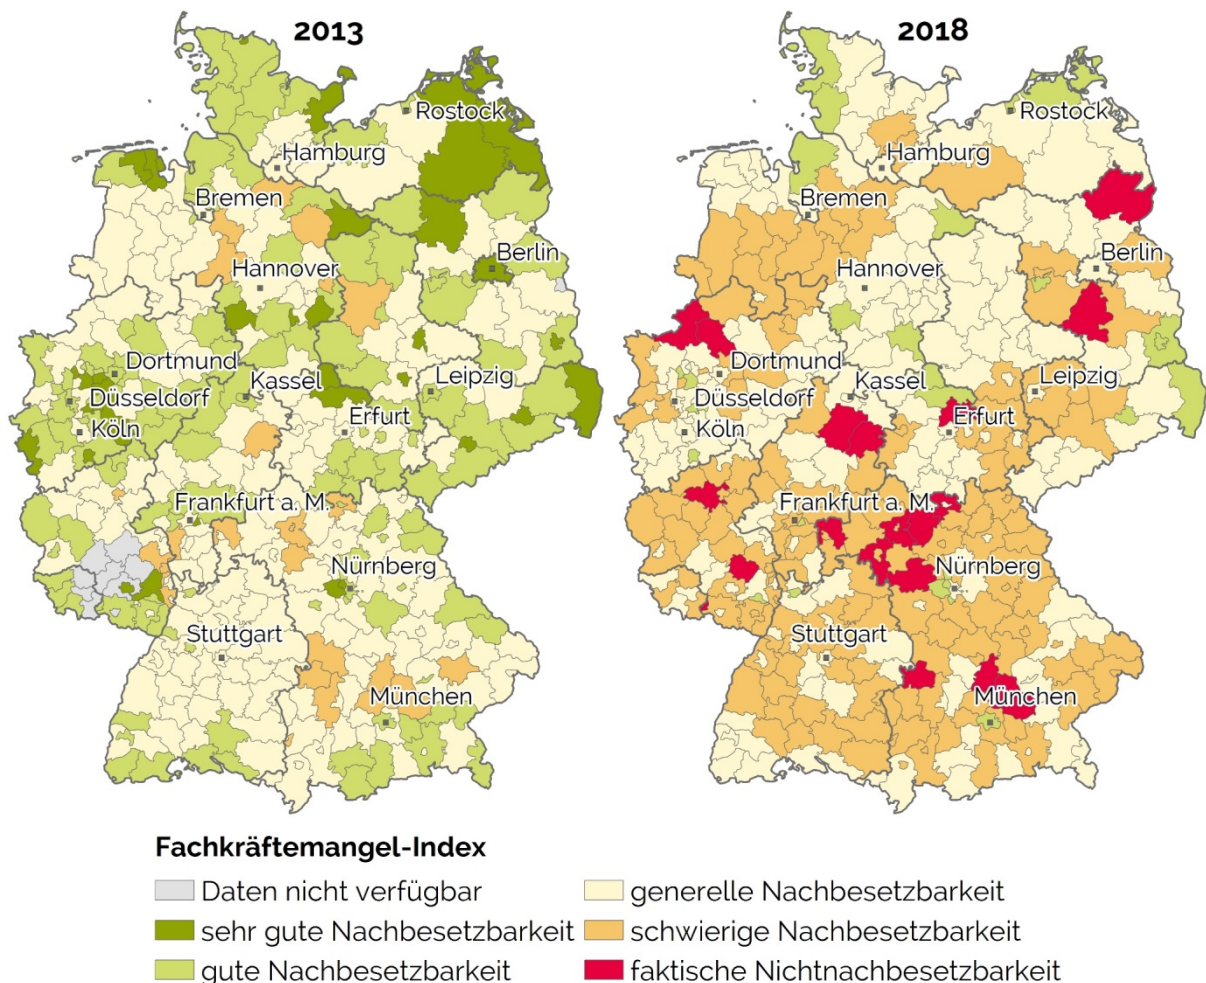 2013
Rostock
Hamburg
Bremen
Berlin
Hannover
Dortmund
Kassel
Leipzig
Düsseldorf
Erfurt
Köln
Frankfurt a. M.
Nürnberg
Stuttgart
München
2018
Rostock
Hamburg
Bremen
Berlin
Hannover
Dortmund
Kassel
Leipzig
Düsseldorf
Erfurt
Köln
Frankfurt a. M.
Nürnberg
Stuttgart
München
Fachkräftemangel-Index
Daten nicht verfügbar
sehr gute Nachbesetzbarkeit
gute Nachbesetzbarkeit
generelle Nachbesetzbarkeit
schwierige Nachbesetzbarkeit
faktische Nichtnachbesetzbarkeit